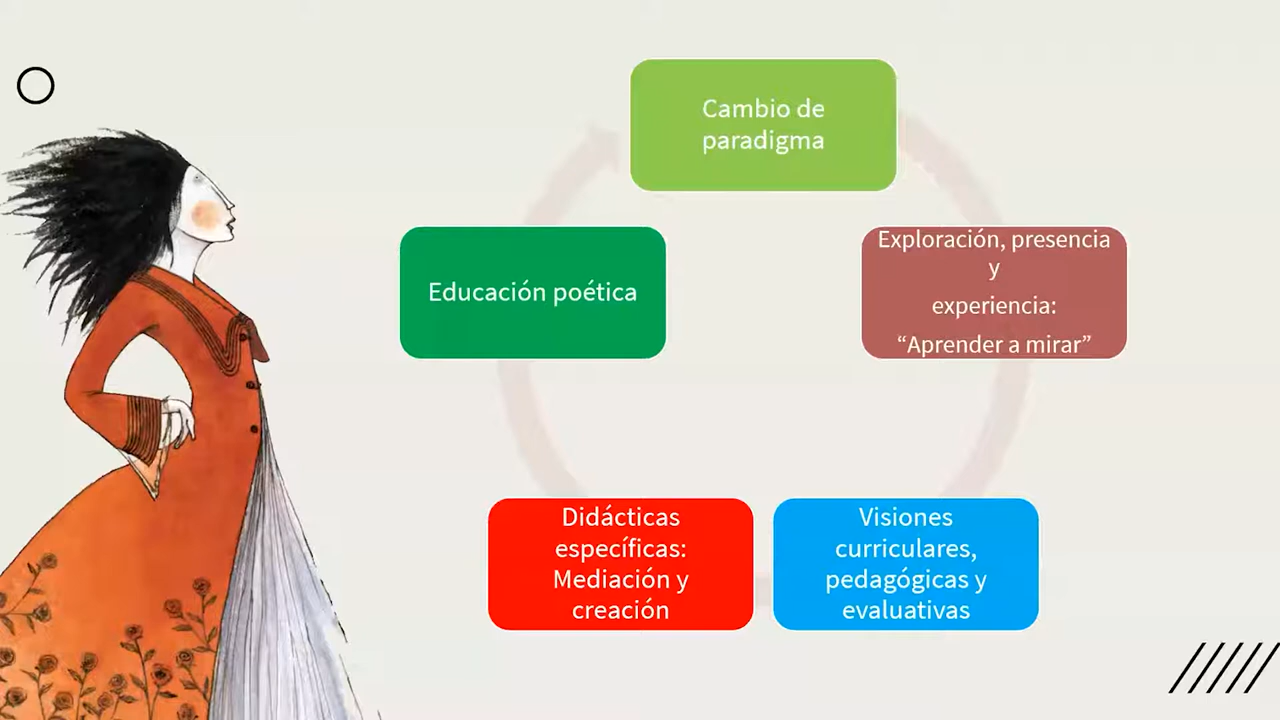 Cambio de
paradigma
Exploración, presencia
y
experiencia:
“Aprender a mirar”
Visiones
curriculares,
pedagógicas y
evaluativas
Didácticas
específicas:
Mediación y
creación
Educación poética